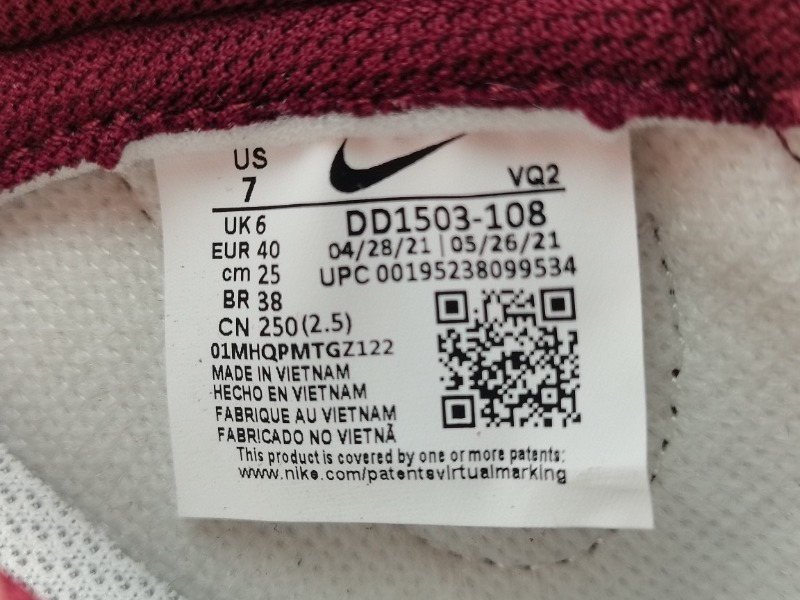 US
7
VQ2
UK 6
DD1503-108
EUR 40
04/28/21 | 05/26/21
cm 25
UPC 00195238099534
BR 38
CN 250(2.5)
01MHQPMTGZ122
MADE IN VIETNAM
HECHO EN VIETNAM
FABRIQUE AU VIETNAM
FABRICADO NO VIETNÃ
This product is covered by one or more patents:
www.nike.com/patentsvirtualmarking